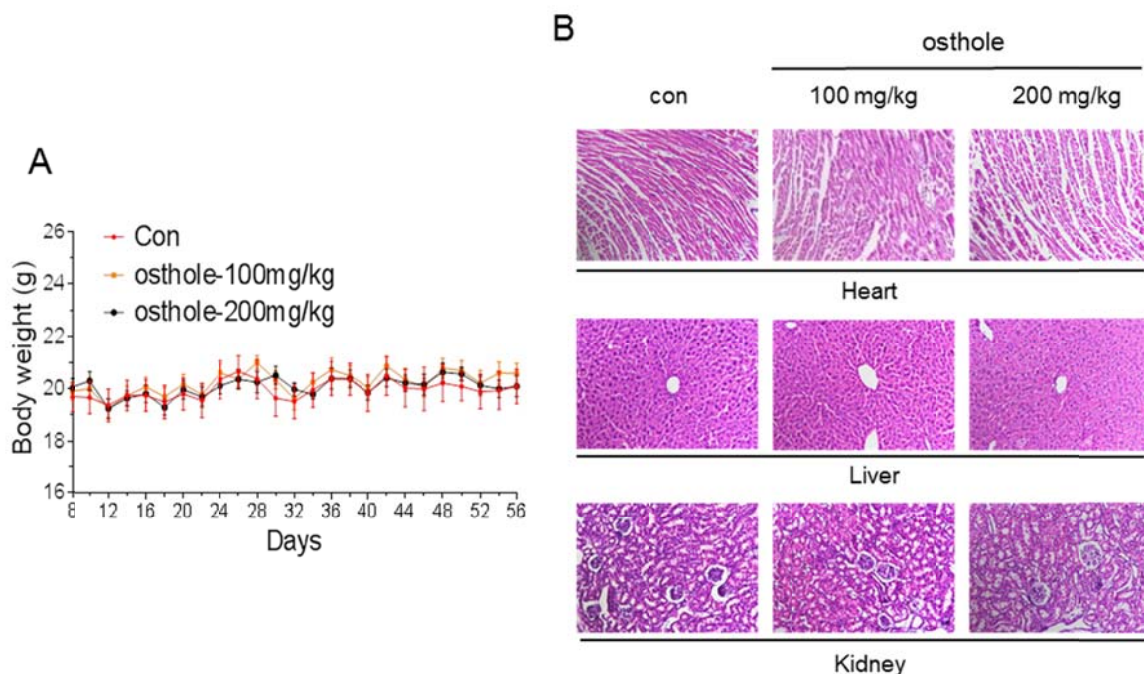 A
Body weight (g)
26
24
22
20
18
16
Con
osthole-100mg/kg
osthole-200mg/kg
8 12 16 20 24 28 32 36 40 44 48 52 56
Days
B
osthole
con 100 mg/kg 200 mg/kg
Heart
Liver
Kidney